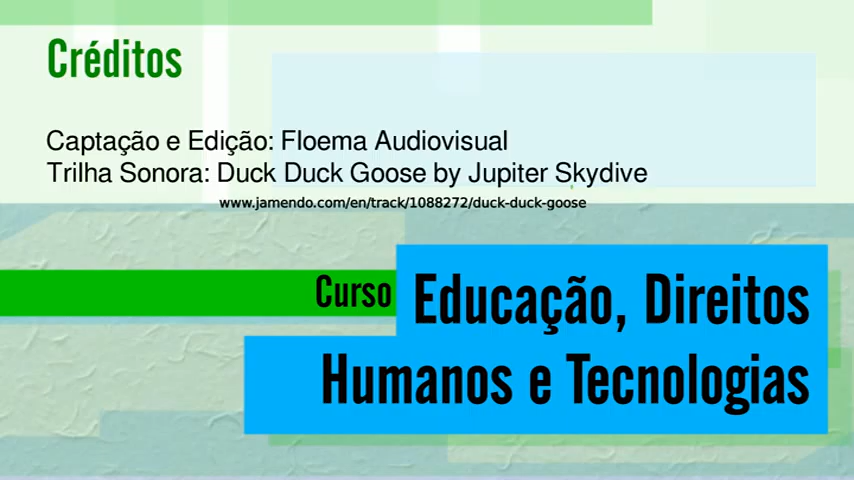 Créditos
Captação e Edição: Floema Audiovisual
Trilha Sonora: Duck Duck Goose by Jupiter Skydive
www.jamendo.com/en/track/1088272/duck-duck-goose
Curso Educação, Direitos
Humanos e Tecnologias